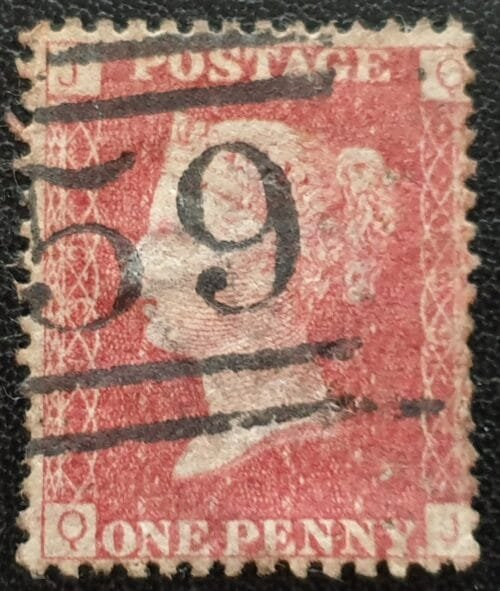 J POSTAGE Q
59
Q ONE PENNY J